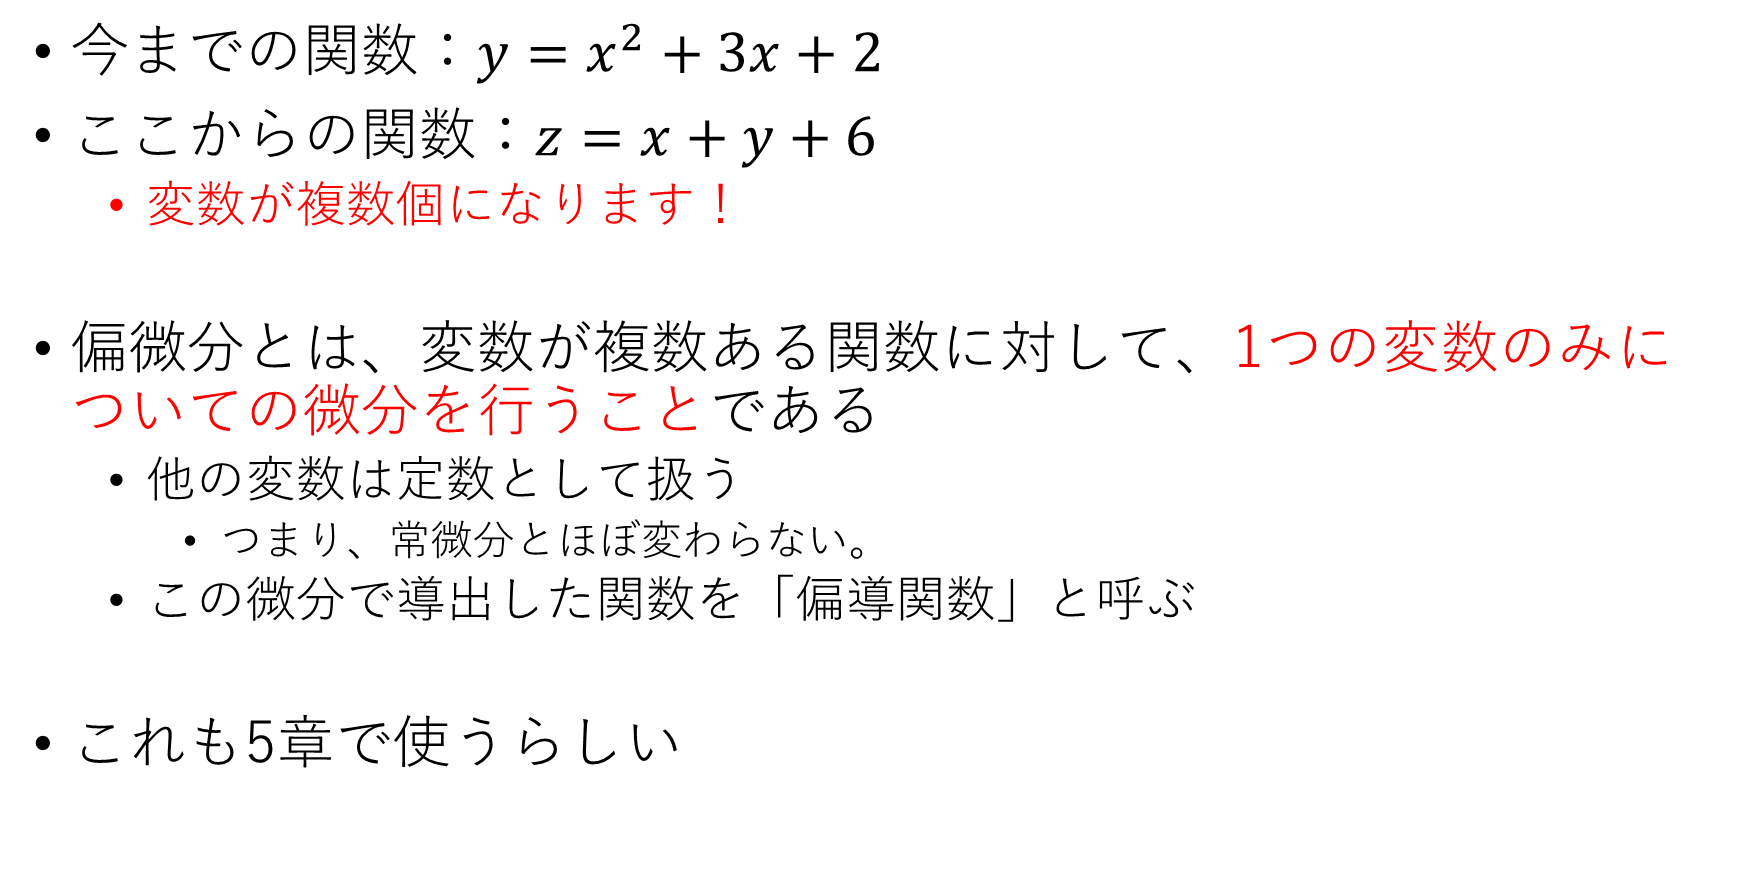 • 今までの関数：y = x² + 3x + 2
• ここからの関数：z = x + y + 6
• 変数が複数個になります！
• 偏微分とは、変数が複数ある関数に対して、1つの変数のみに
ついての微分を行うことである
• 他の変数は定数として扱う
• つまり、常微分とほぼ変わらない。
• この微分で導出した関数を「偏導関数」と呼ぶ
• これも5章で使うらしい